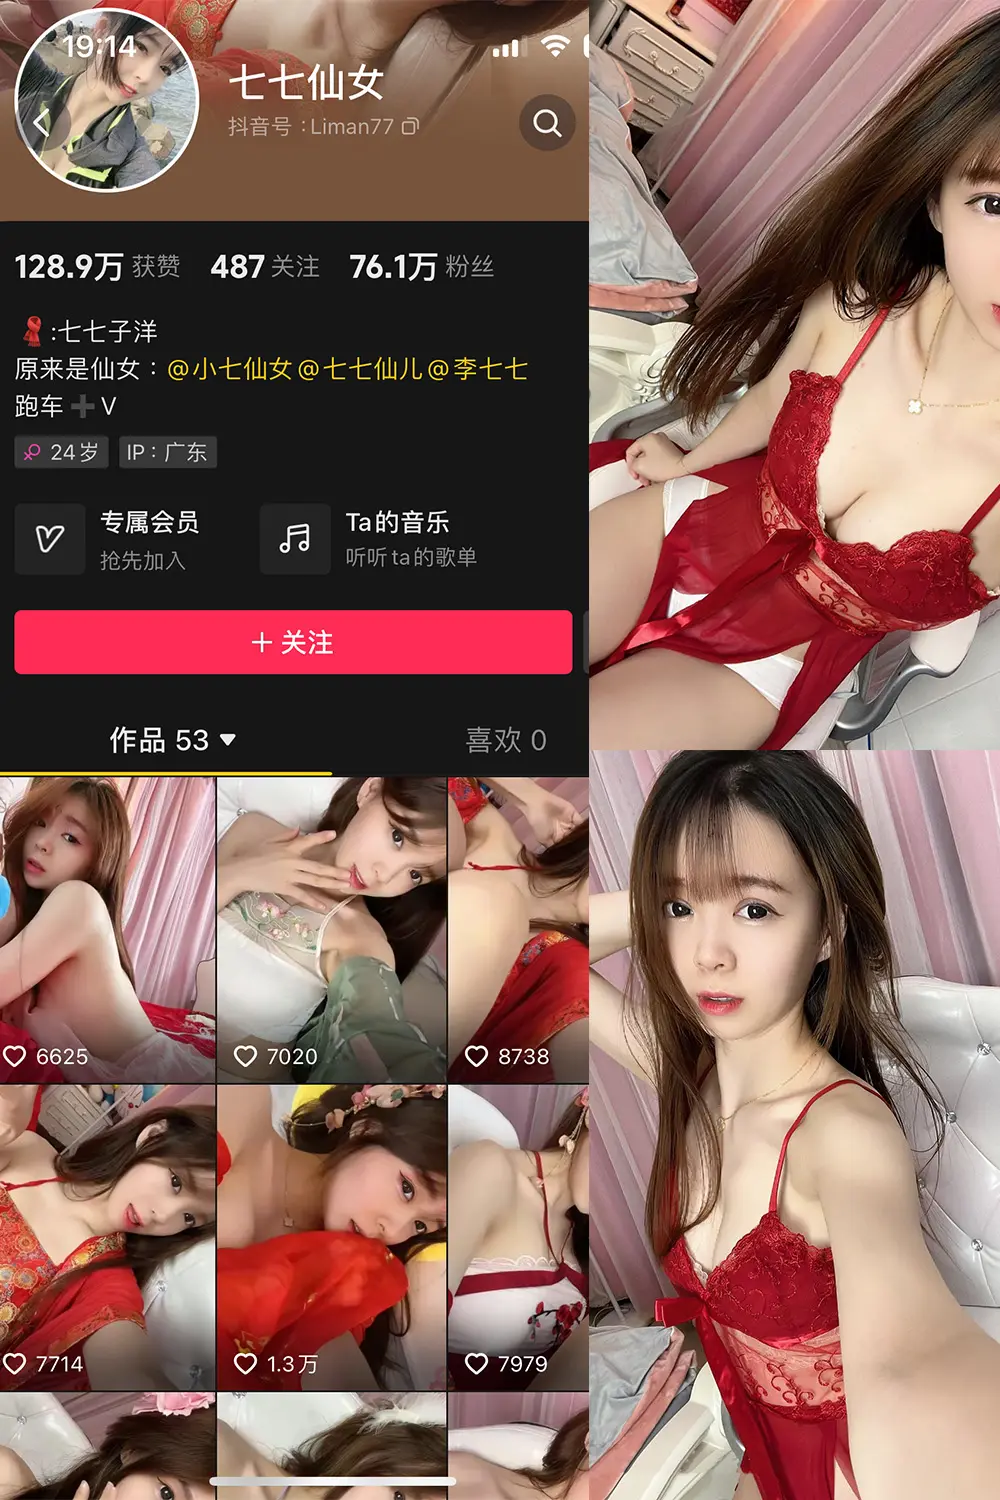 19:14
七七仙女
抖音号：Liman77
128.9万 获赞 487 关注 76.1万 粉丝
:七七子洋
原来是仙女：@小七仙女@七七仙儿@李七七
跑车➕V
24岁 IP：广东
专属会员
抢先加入
Ta的音乐
听听ta的歌单
+ 关注
作品 53 喜欢 0
6625 7020 8738
7714 1.3万 7979